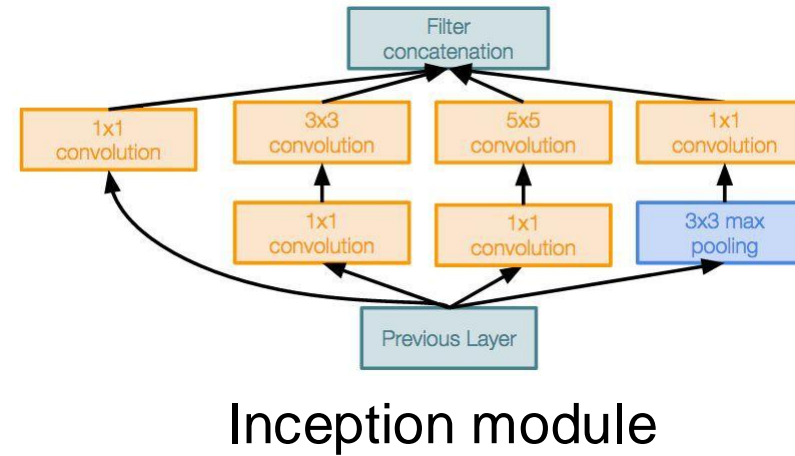 Filter
concatenation
1x1
convolution
3x3
convolution
5x5
convolution
1x1
convolution
1x1
convolution
1x1
convolution
3x3 max
pooling
Previous Layer
Inception module